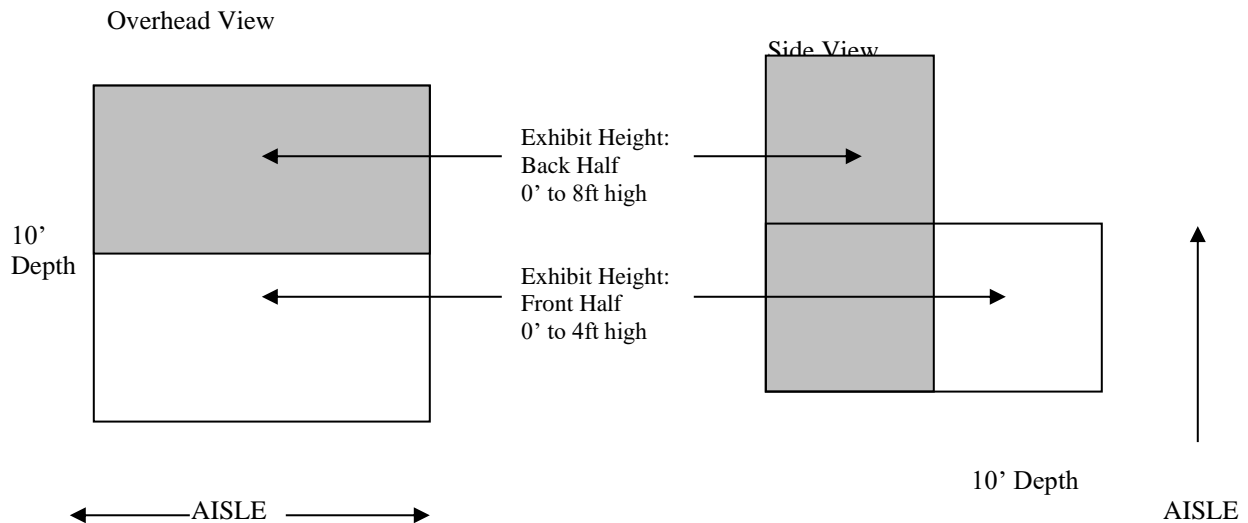 Overhead View
Side View
Exhibit Height:
Back Half
0’ to 8ft high
10’
Depth
Exhibit Height:
Front Half
0’ to 4ft high
10’ Depth
AISLE
AISLE